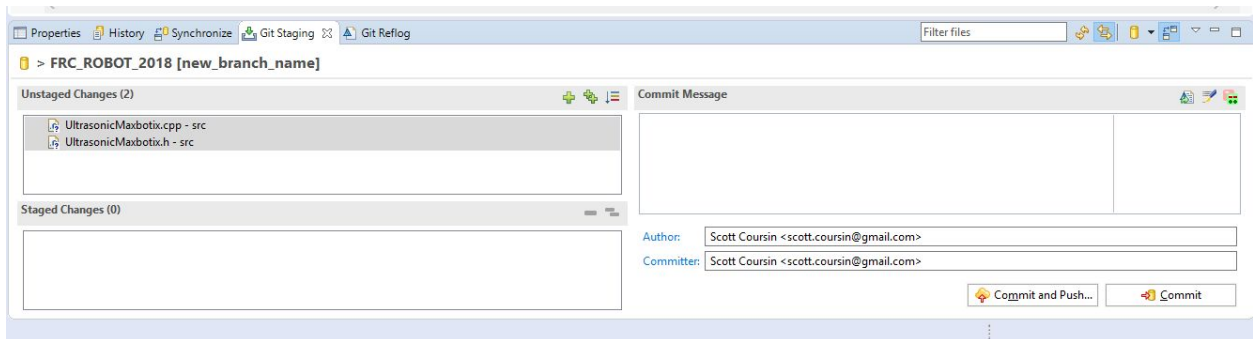 Properties History Synchronize Git Staging Git Reflog Filter files
> FRC_ROBOT_2018 [new_branch_name]
Unstaged Changes (2)
UltrasonicMaxbotix.cpp - src
UltrasonicMaxbotix.h - src
Staged Changes (0)
Commit Message
Author: Scott Coursin <scott.coursin@gmail.com>
Committer: Scott Coursin <scott.coursin@gmail.com>
Commit and Push... Commit